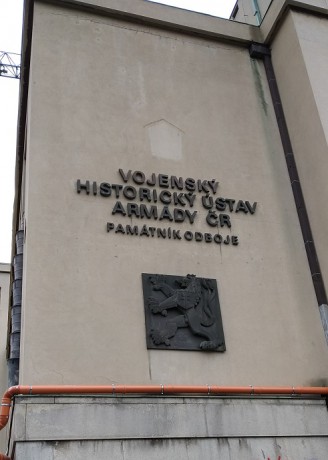 VOJENSKÝ
HISTORICKÝ ÚSTAV
ARMÁDY ČR
PAMÁTNÍK ODBOJE